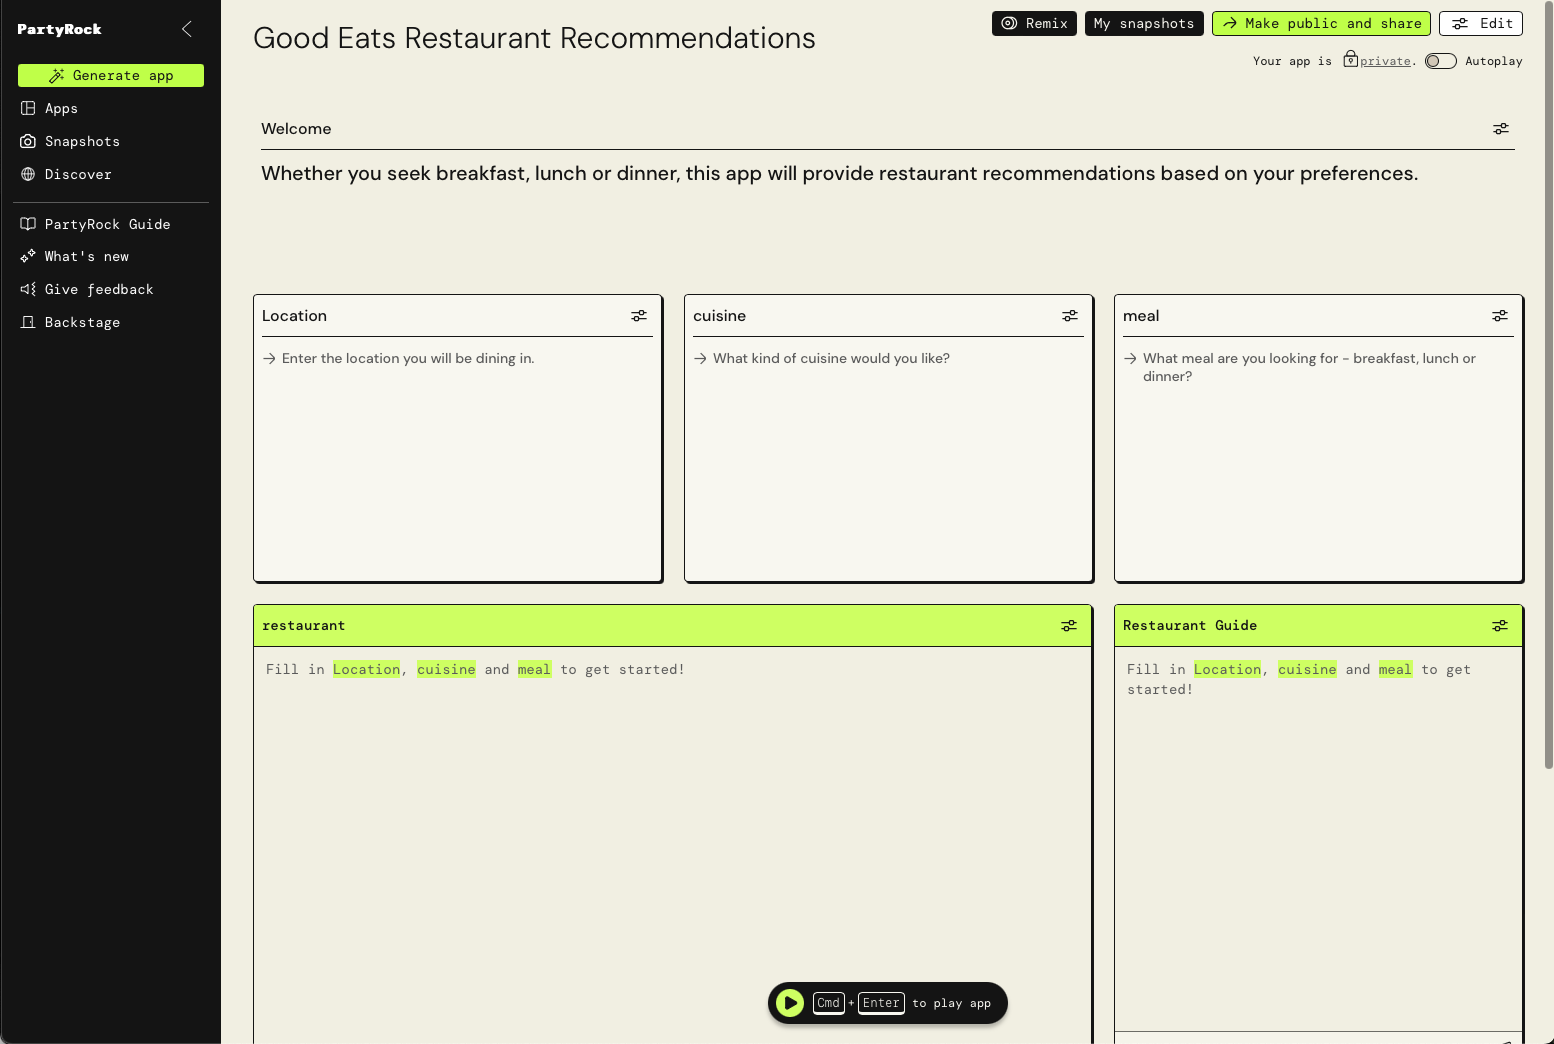 PartyRock
Generate app
Apps
Snapshots
Discover
PartyRock Guide
What's new
Give feedback
Backstage
Good Eats Restaurant Recommendations
Remix
My snapshots
Make public and share
Edit
Your app is private.
Autoplay
Welcome
Whether you seek breakfast, lunch or dinner, this app will provide restaurant recommendations based on your preferences.
Location
Enter the location you will be dining in.
cuisine
What kind of cuisine would you like?
meal
What meal are you looking for - breakfast, lunch or
dinner?
restaurant
Fill in Location, cuisine and meal to get started!
Restaurant Guide
Fill in Location, cuisine and meal to get
started!
Cmd + Enter to play app